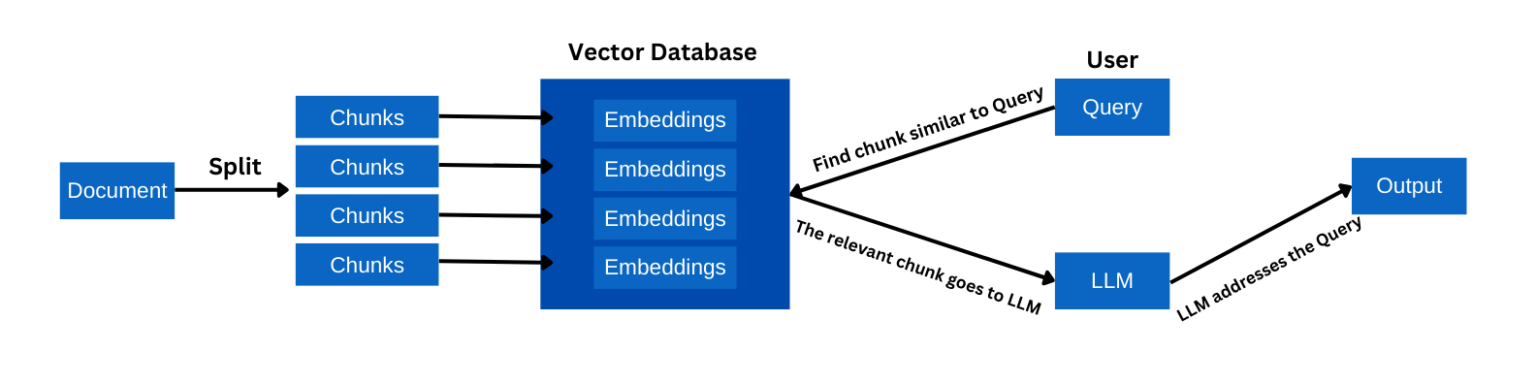 Vector Database
User
Document
Split
Chunks
Chunks
Chunks
Chunks
Embeddings
Embeddings
Embeddings
Embeddings
Find chunk similar to Query
Query
The relevant chunk goes to LLM
LLM
LLM addresses the Query
Output